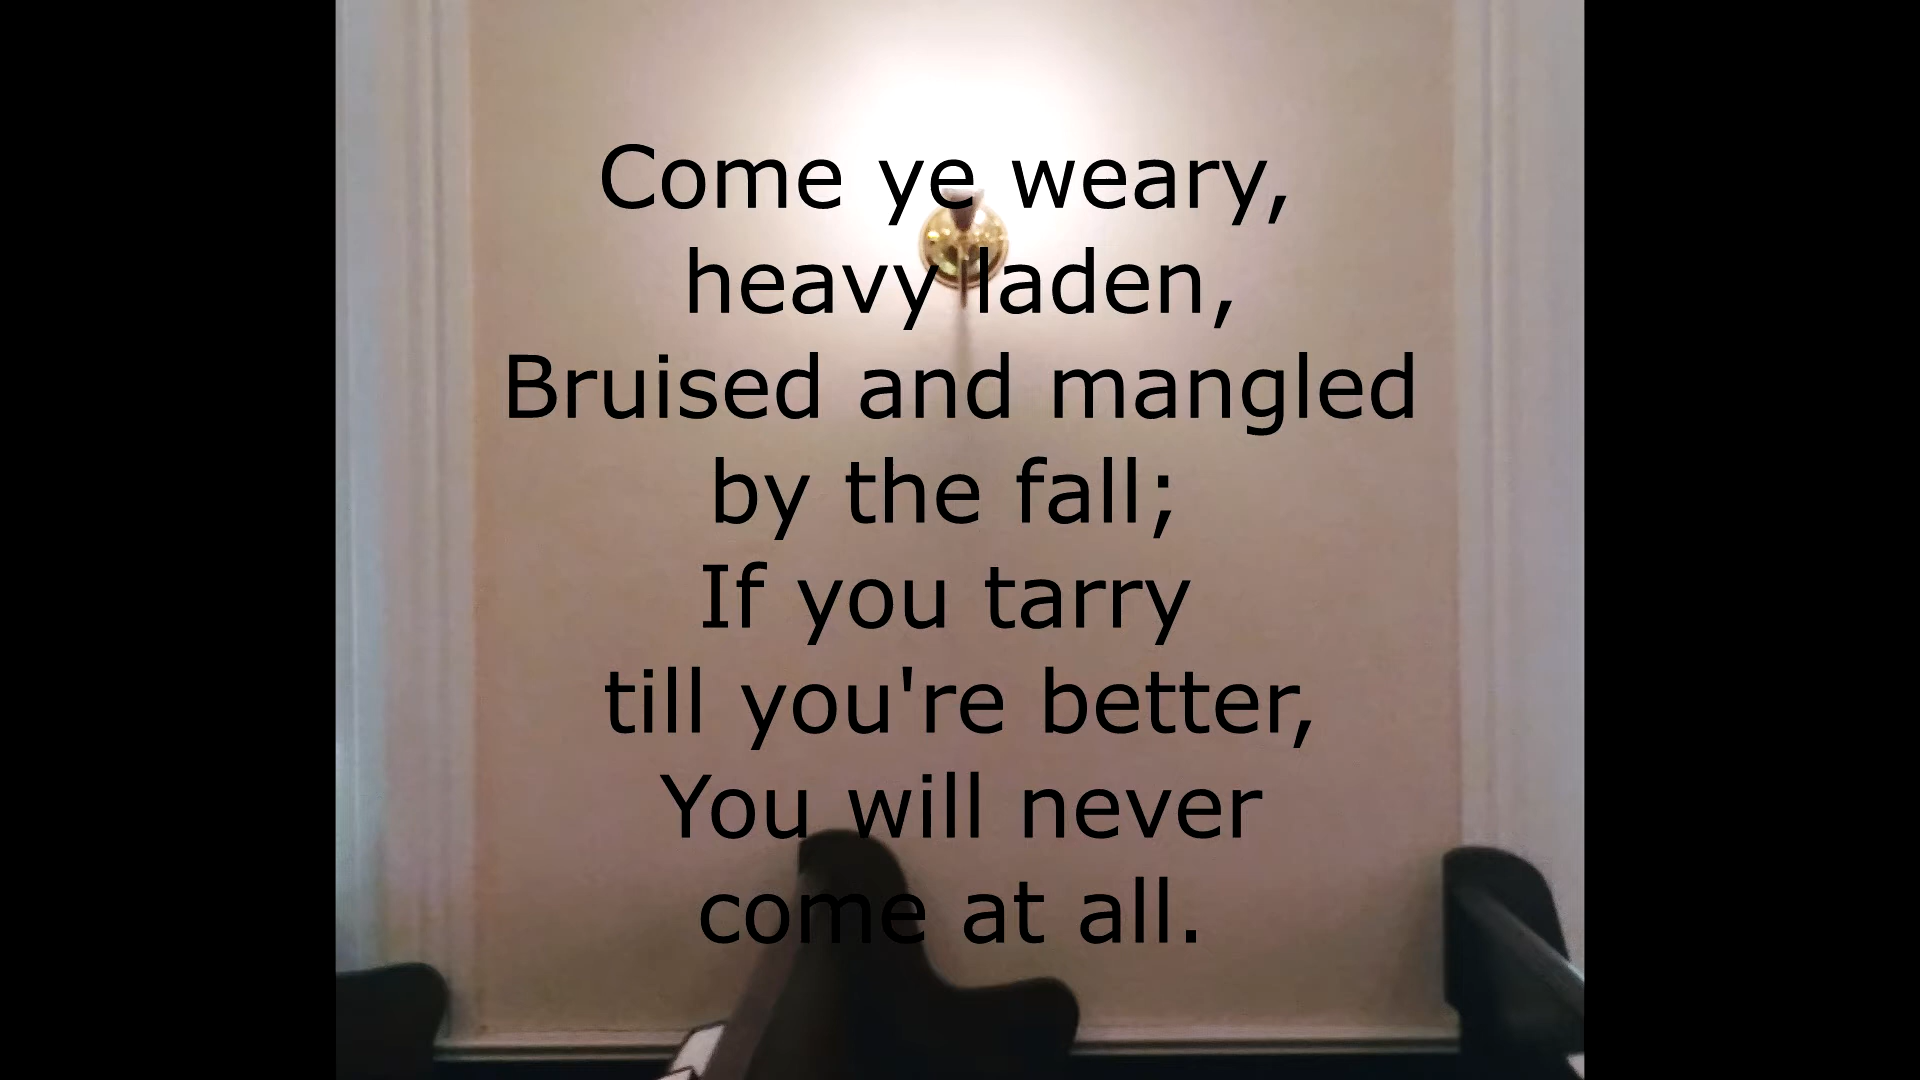 Come ye weary,
heavy laden,
Bruised and mangled
by the fall;
If you tarry
till you're better,
You will never
come at all.